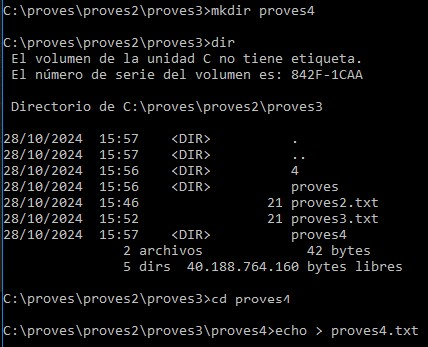 C:\proves\proves2\proves3>mkdir proves4
C:\proves\proves2\proves3>dir
El volumen de la unidad C no tiene etiqueta.
El número de serie del volumen es: 842F-1CAA
Directorio de C:\proves\proves2\proves3
28/10/2024  15:57    <DIR>          .
28/10/2024  15:57    <DIR>          ..
28/10/2024  15:56    <DIR>          4
28/10/2024  15:56    <DIR>          proves
28/10/2024  15:46                21 proves2.txt
28/10/2024  15:52                21 proves3.txt
28/10/2024  15:57    <DIR>          proves4
2 archivos             42 bytes
5 dirs  40.188.764.160 bytes libres
C:\proves\proves2\proves3>cd proves4
C:\proves\proves2\proves3\proves4>echo > proves4.txt